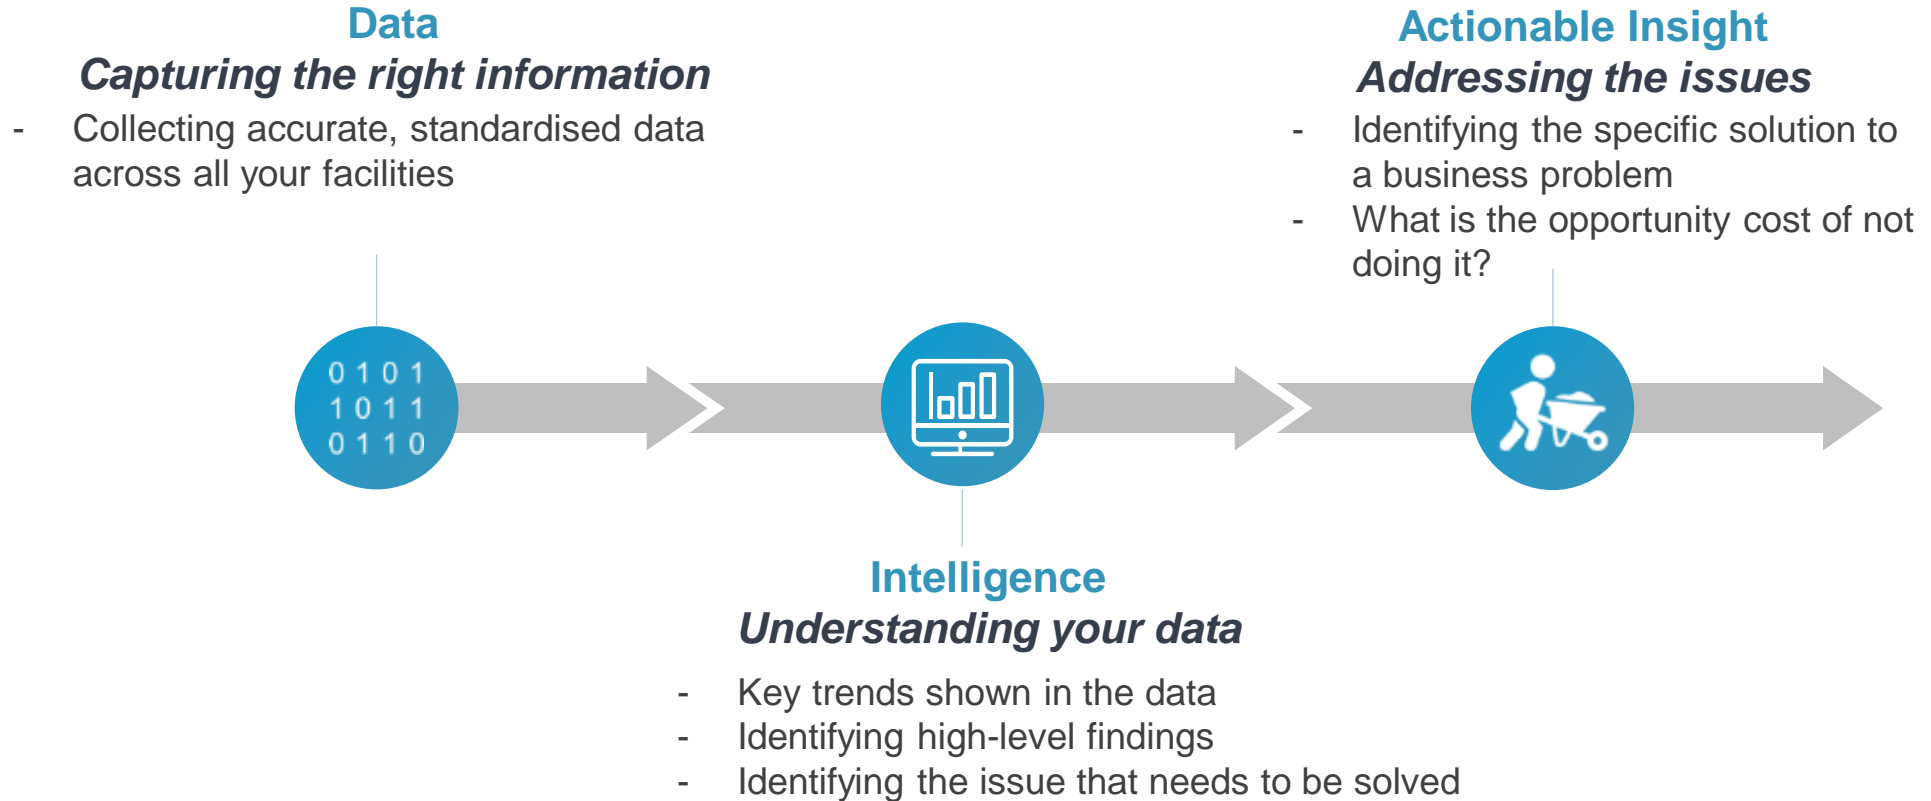 Data
Capturing the right information
- Collecting accurate, standardised data
across all your facilities
Actionable Insight
Addressing the issues
- Identifying the specific solution to
a business problem
- What is the opportunity cost of not
doing it?
0 1 0 1
1 0 1 1
0 1 1 0
Intelligence
Understanding your data
- Key trends shown in the data
- Identifying high-level findings
- Identifying the issue that needs to be solved